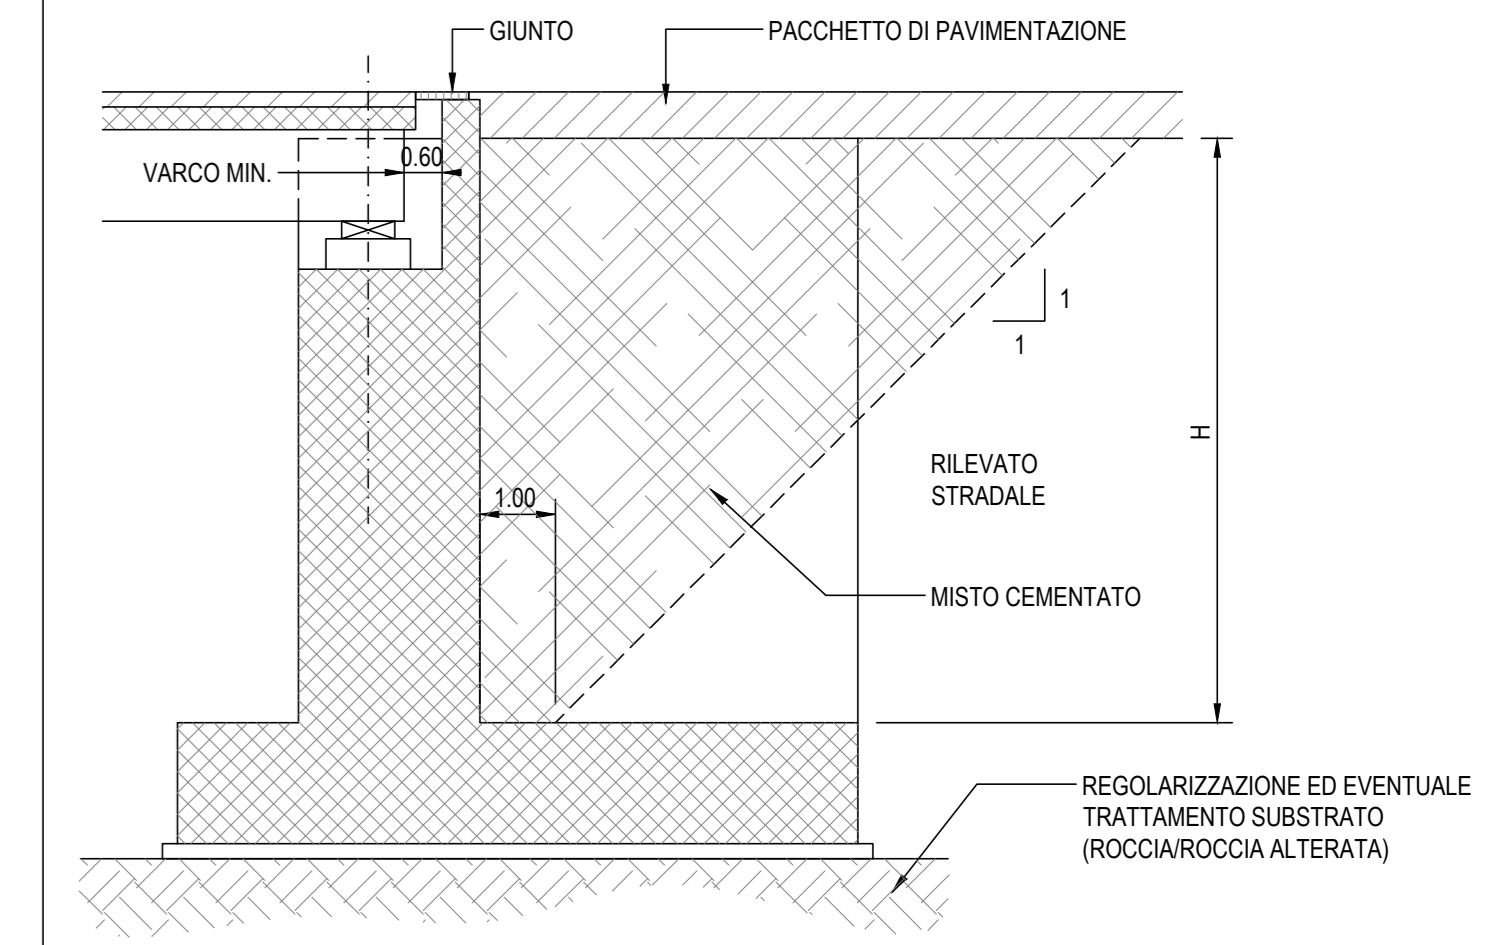 GIUNTO
PACCHETTO DI PAVIMENTAZIONE
VARCO MIN.
0.60
1
1
H
RILEVATO
STRADALE
1.00
MISTO CEMENTATO
REGOLARIZZAZIONE ED EVENTUALE
TRATTAMENTO SUBSTRATO
(ROCCIA/ROCCIA ALTERATA)